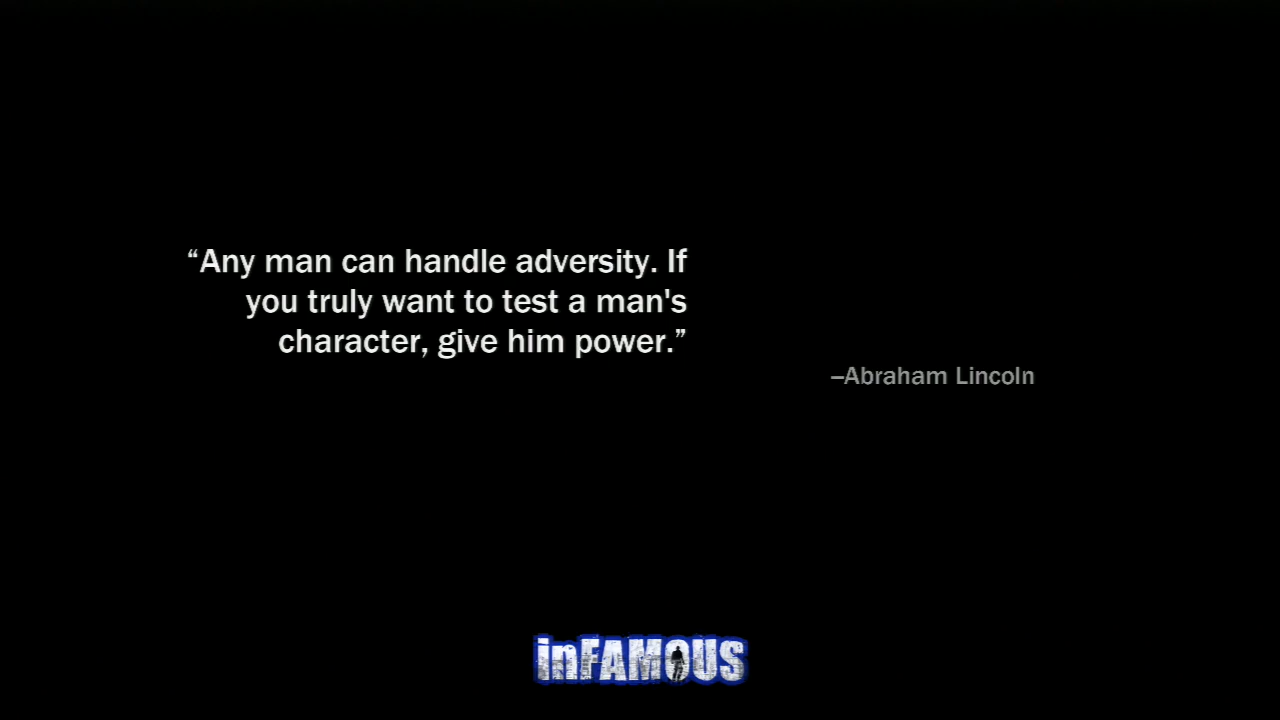 “Any man can handle adversity. If
you truly want to test a man's
character, give him power.”
–Abraham Lincoln
inFAMOUS